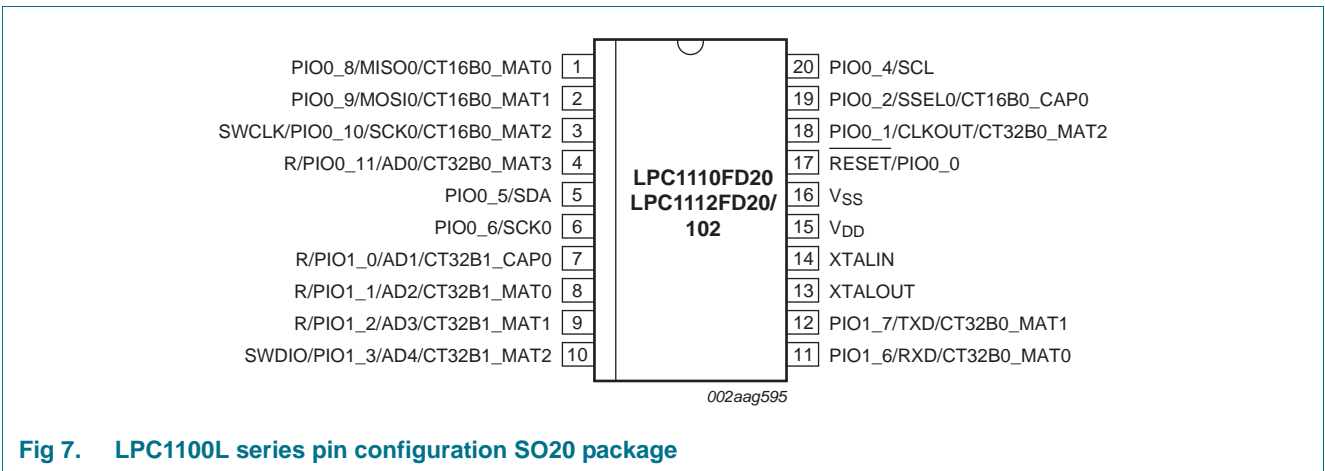 PIO0_8/MISO0/CT16B0_MAT0 1
PIO0_9/MOSI0/CT16B0_MAT1 2
SWCLK/PIO0_10/SCK0/CT16B0_MAT2 3
R/PIO0_11/AD0/CT32B0_MAT3 4
PIO0_5/SDA 5
PIO0_6/SCK0 6
R/PIO1_0/AD1/CT32B1_CAP0 7
R/PIO1_1/AD2/CT32B1_MAT0 8
R/PIO1_2/AD3/CT32B1_MAT1 9
SWDIO/PIO1_3/AD4/CT32B1_MAT2 10
LPC1110FD20
LPC1112FD20/
102
20 PIO0_4/SCL
19 PIO0_2/SSEL0/CT16B0_CAP0
18 PIO0_1/CLKOUT/CT32B0_MAT2
17 RESET/PIO0_0
16 VSS
15 VDD
14 XTALIN
13 XTALOUT
12 PIO1_7/TXD/CT32B0_MAT1
11 PIO1_6/RXD/CT32B0_MAT0
002aag595
Fig 7. LPC1100L series pin configuration SO20 package